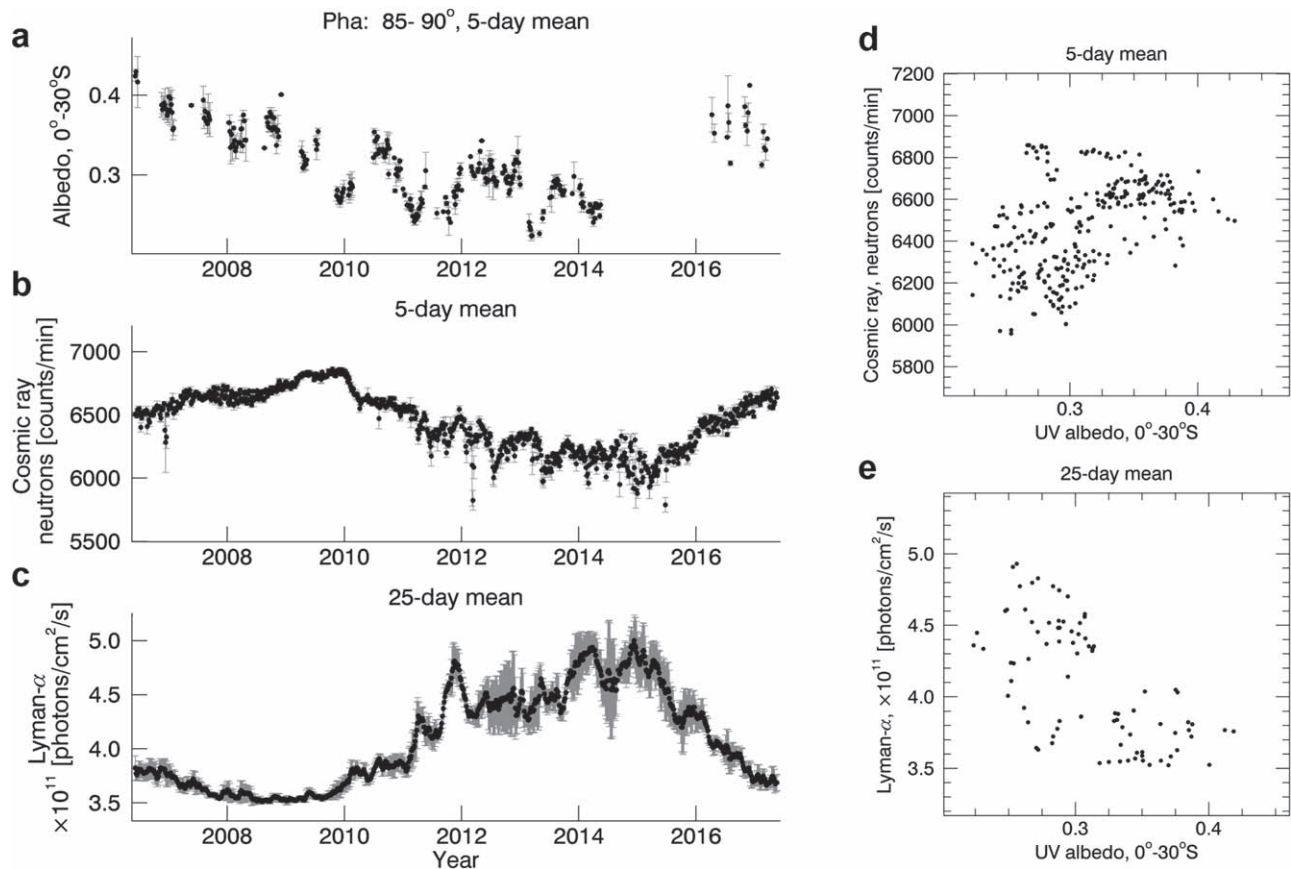 a
Pha: 85- 90°, 5-day mean
Albedo, 0°-30°S
0.4
0.3
2008 2010 2012 2014 2016
b
5-day mean
Cosmic ray
neutrons [counts/min]
7000
6500
6000
5500
2008 2010 2012 2014 2016
c
25-day mean
Lyman-α
×10¹¹ [photons/cm²/s]
5.0
4.5
4.0
3.5
2008 2010 2012 2014 2016
Year
d
5-day mean
Cosmic ray, neutrons [counts/min]
7200
7000
6800
6600
6400
6200
6000
5800
0.3 0.4
UV albedo, 0°-30°S
e
25-day mean
Lyman-α, ×10¹¹ [photons/cm²/s]
5.0
4.5
4.0
3.5
0.3 0.4
UV albedo, 0°-30°S